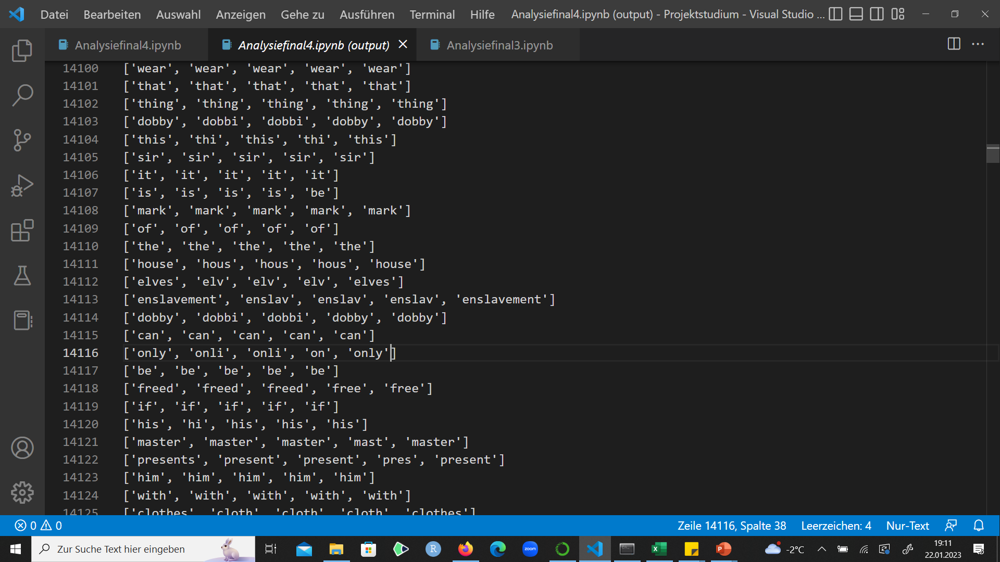 Datei Bearbeiten Auswahl Anzeigen Gehe zu Ausführen Terminal Hilfe Analysiefinal4.ipynb (output) - Projektstudium - Visual Studio ...
Analysiefinal4.ipynb Analysiefinal4.ipynb (output) Analysiefinal3.ipynb
14100 ['wear', 'wear', 'wear', 'wear', 'wear']
14101 ['that', 'that', 'that', 'that', 'that']
14102 ['thing', 'thing', 'thing', 'thing', 'thing']
14103 ['dobby', 'dobbi', 'dobbi', 'dobby', 'dobby']
14104 ['this', 'thi', 'this', 'thi', 'this']
14105 ['sir', 'sir', 'sir', 'sir', 'sir']
14106 ['it', 'it', 'it', 'it', 'it']
14107 ['is', 'is', 'is', 'is', 'be']
14108 ['mark', 'mark', 'mark', 'mark', 'mark']
14109 ['of', 'of', 'of', 'of', 'of']
14110 ['the', 'the', 'the', 'the', 'the']
14111 ['house', 'hous', 'hous', 'hous', 'house']
14112 ['elves', 'elv', 'elv', 'elv', 'elves']
14113 ['enslavement', 'enslav', 'enslav', 'enslav', 'enslavement']
14114 ['dobby', 'dobbi', 'dobbi', 'dobby', 'dobby']
14115 ['can', 'can', 'can', 'can', 'can']
14116 ['only', 'onli', 'onli', 'on', 'only']
14117 ['be', 'be', 'be', 'be', 'be']
14118 ['freed', 'freed', 'freed', 'free', 'free']
14119 ['if', 'if', 'if', 'if', 'if']
14120 ['his', 'hi', 'his', 'his', 'his']
14121 ['master', 'master', 'master', 'mast', 'master']
14122 ['presents', 'present', 'present', 'pres', 'present']
14123 ['him', 'him', 'him', 'him', 'him']
14124 ['with', 'with', 'with', 'with', 'with']
14125 ['clothes', 'cloth', 'cloth', 'cloth', 'clothes']
0 0 Zeile 14116, Spalte 38 Leerzeichen: 4 Nur-Text
Zur Suche Text hier eingeben R zoom X P -2°C 19:11
22.01.2023